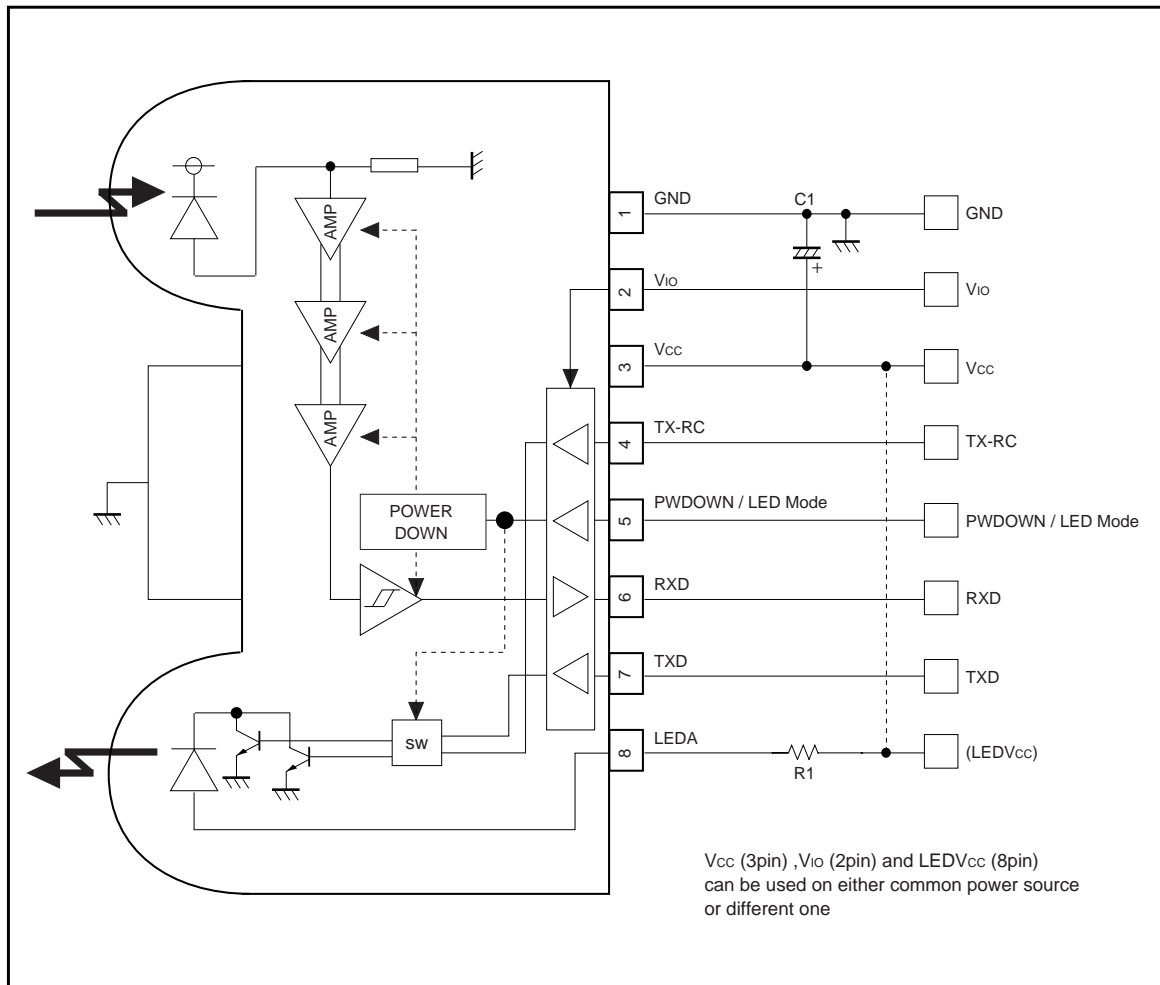 AMP
AMP
AMP
POWER
DOWN
SW
1
GND
C1
GND
+
2
VIO
VIO
3
VCC
VCC
4
TX-RC
TX-RC
5
PWDOWN / LED Mode
PWDOWN / LED Mode
6
RXD
RXD
7
TXD
TXD
8
LEDA
R1
(LEDVCC)
VCC (3pin) ,VIO (2pin) and LEDVCC (8pin)
can be used on either common power source
or different one